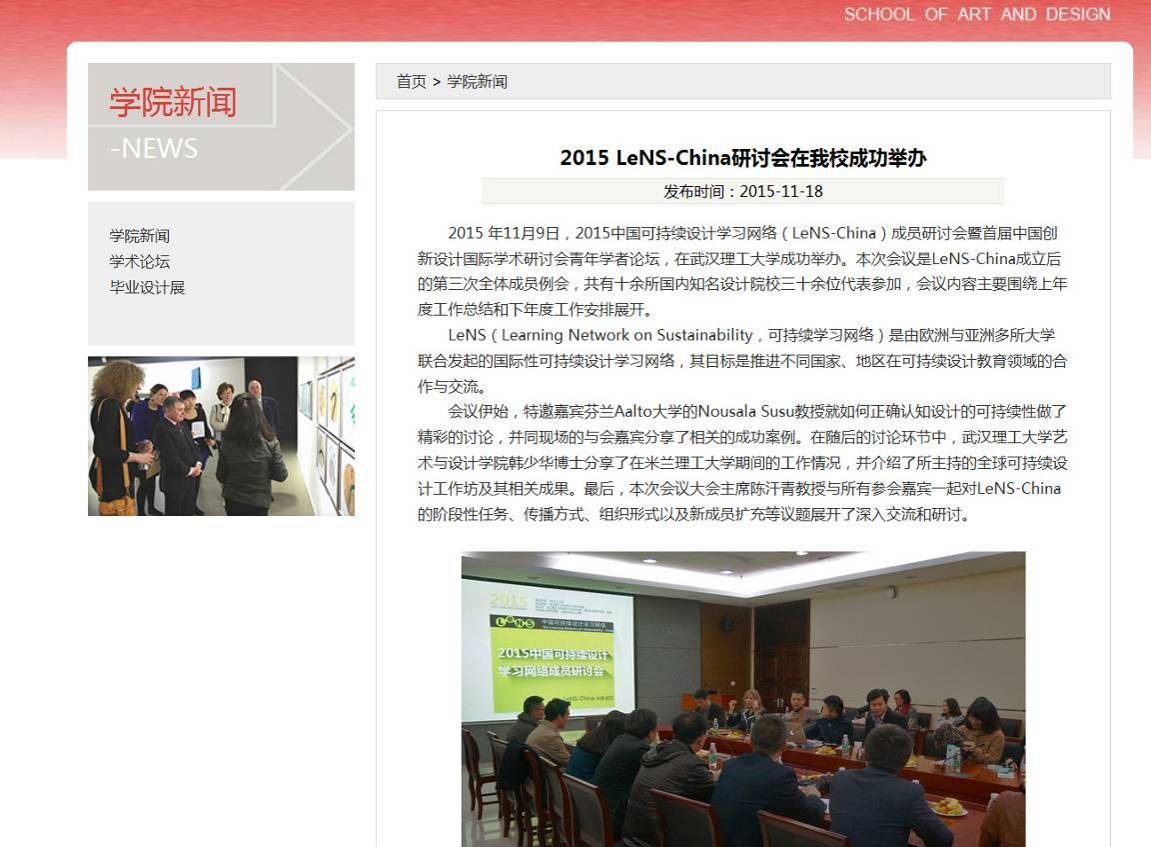 SCHOOL OF ART AND DESIGN
学院新闻
-NEWS
学院新闻
学术论坛
毕业设计展
首页 > 学院新闻
2015 LeNS-China研讨会在我校成功举办
发布时间：2015-11-18
2015 年11月9日，2015中国可持续设计学习网络（LeNS-China）成员研讨会暨首届中国创
新设计国际学术研讨会青年学者论坛，在武汉理工大学成功举办。本次会议是LeNS-China成立后
的第三次全体成员例会，共有十余所国内知名设计院校三十余位代表参加，会议内容主要围绕上年
度工作总结和下年度工作安排展开。
LeNS（Learning Network on Sustainability，可持续学习网络）是由欧洲与亚洲多所大学
联合发起的国际性可持续设计学习网络，其目标是推进不同国家、地区在可持续设计教育领域的合
作与交流。
会议伊始，特邀嘉宾芬兰Aalto大学的Nousala Susu教授就如何正确认知设计的可持续性做了
精彩的讨论，并同现场的与会嘉宾分享了相关的成功案例。在随后的讨论环节中，武汉理工大学艺
术与设计学院韩少华博士分享了在米兰理工大学期间的工作情况，并介绍了所主持的全球可持续设
计工作坊及其相关成果。最后，本次会议大会主席陈汗青教授与所有参会嘉宾一起对LeNS-China
的阶段性任务、传播方式、组织形式以及新成员扩充等议题展开了深入交流和研讨。
2015
LeNS 中国可持续设计学习网络
2015中国可持续设计
学习网络成员研讨会